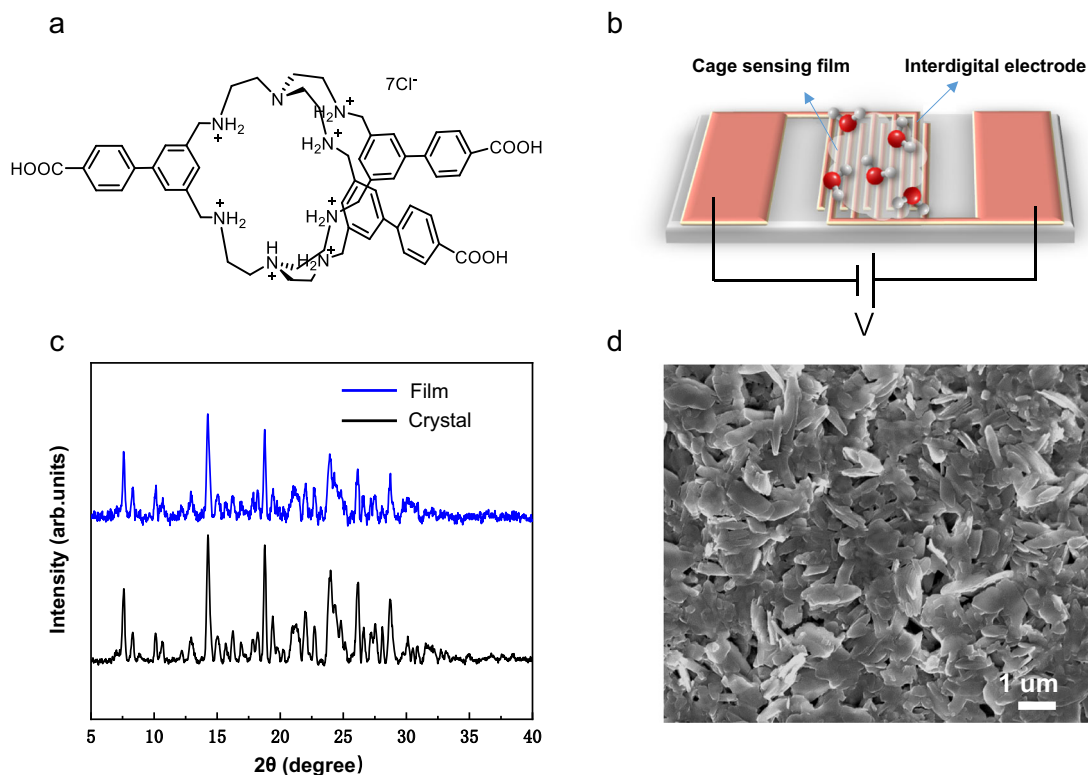 a
7Cl-
N
H2N
+
NH2
+
H2N
+
HOOC
COOH
NH2
+
H2N
+
H
N
+
H2N
+
COOH
b
Cage sensing film
Interdigital electrode
V
c
Film
Crystal
Intensity (arb.units)
5 10 15 20 25 30 35 40
2θ (degree)
d
1 um